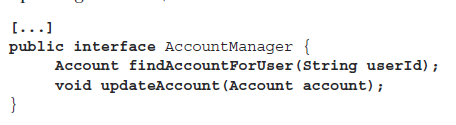 [...]
public interface AccountManager {
Account findAccountForUser(String userId);
void updateAccount(Account account);
}